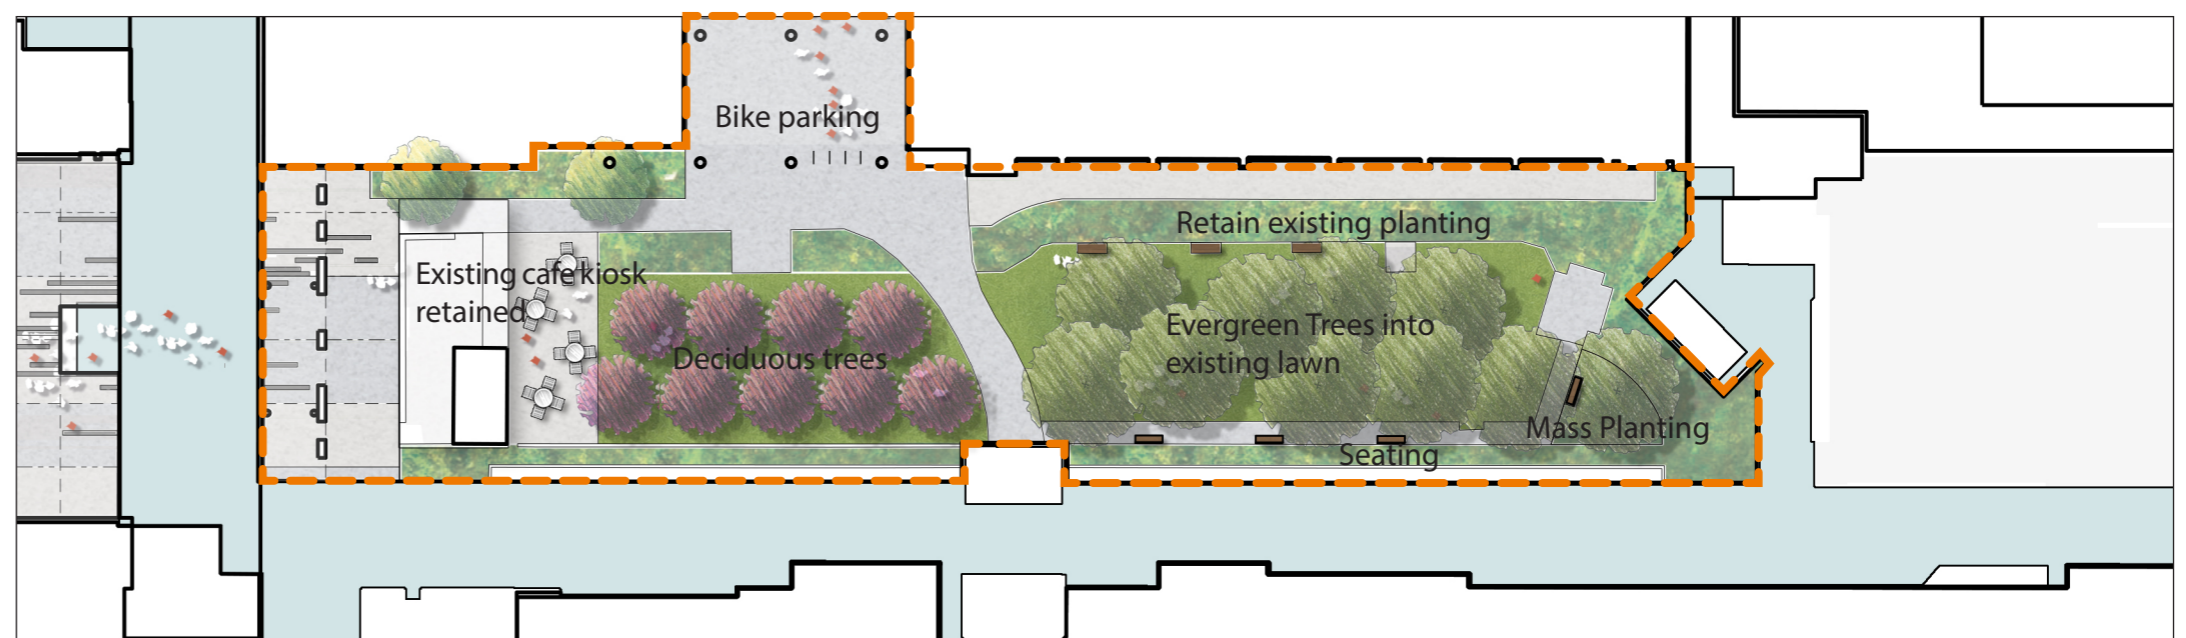 Bike parking
Retain existing planting
Existing cafe kiosk
retained
Evergreen Trees into
existing lawn
Deciduous trees
Mass Planting
Seating